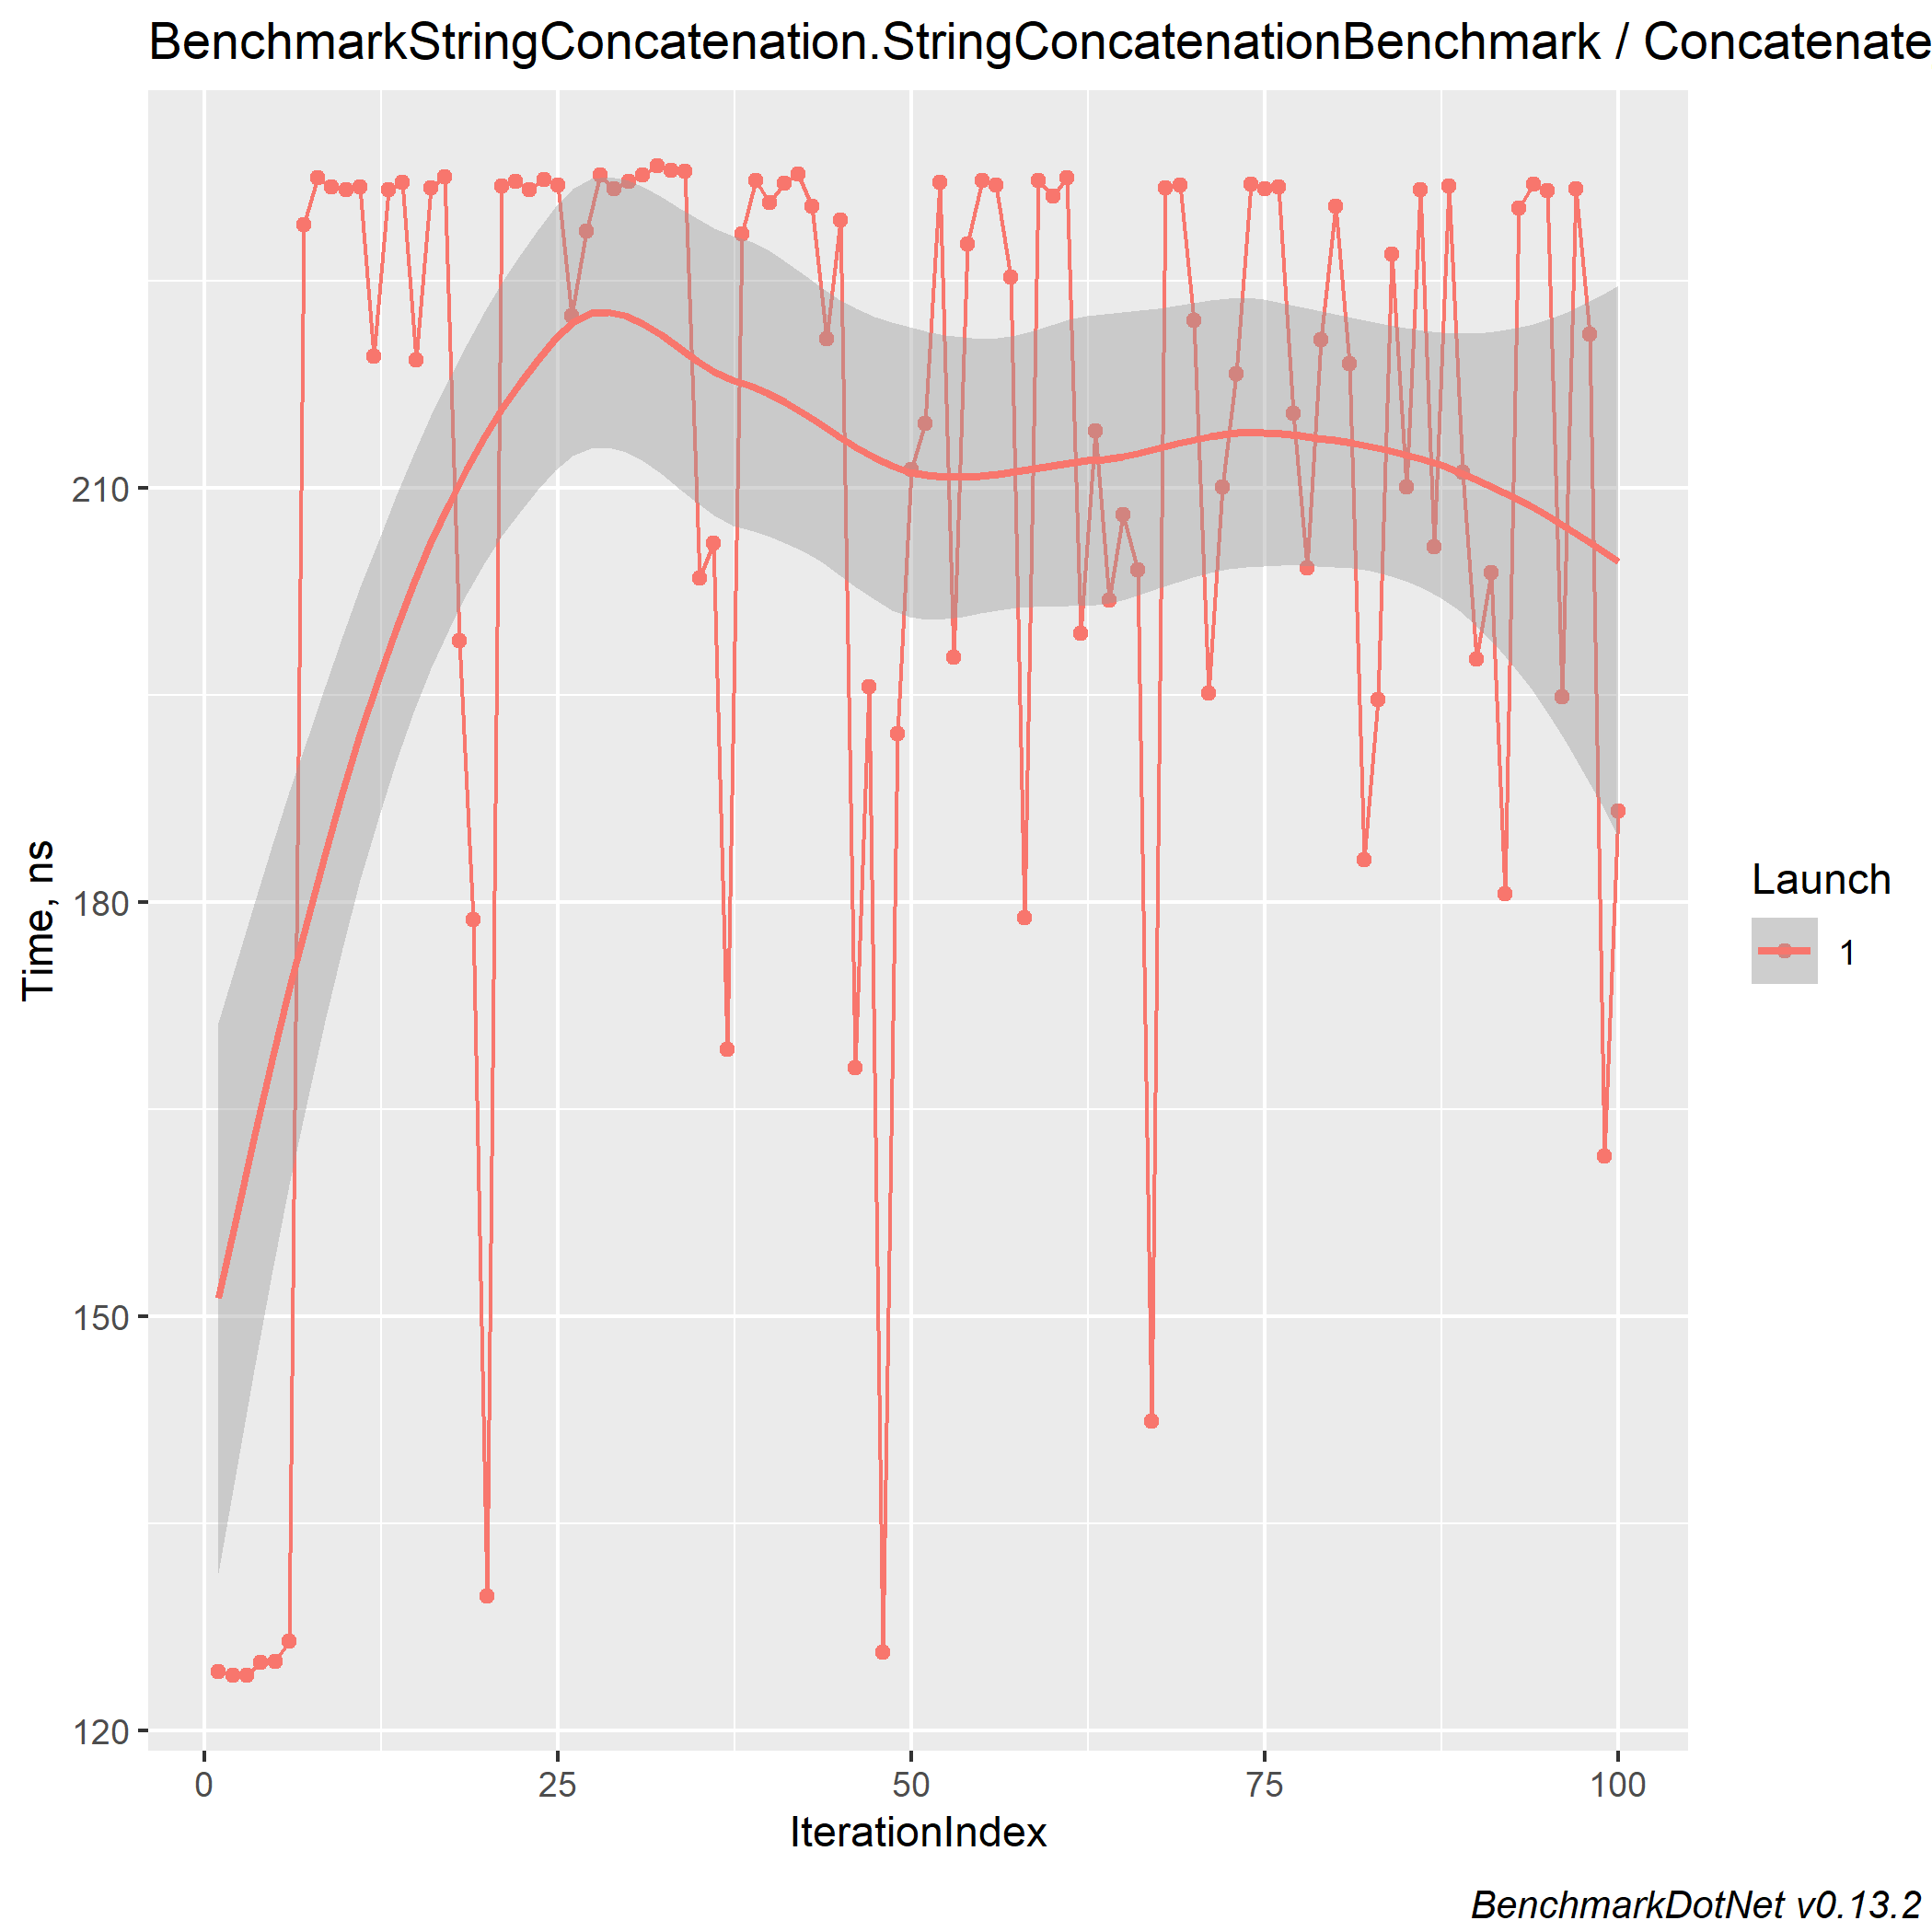 BenchmarkStringConcatenation.StringConcatenationBenchmark / Concatenate
Time, ns
210
180
150
120
0 25 50 75 100
IterationIndex
Launch
1
BenchmarkDotNet v0.13.2